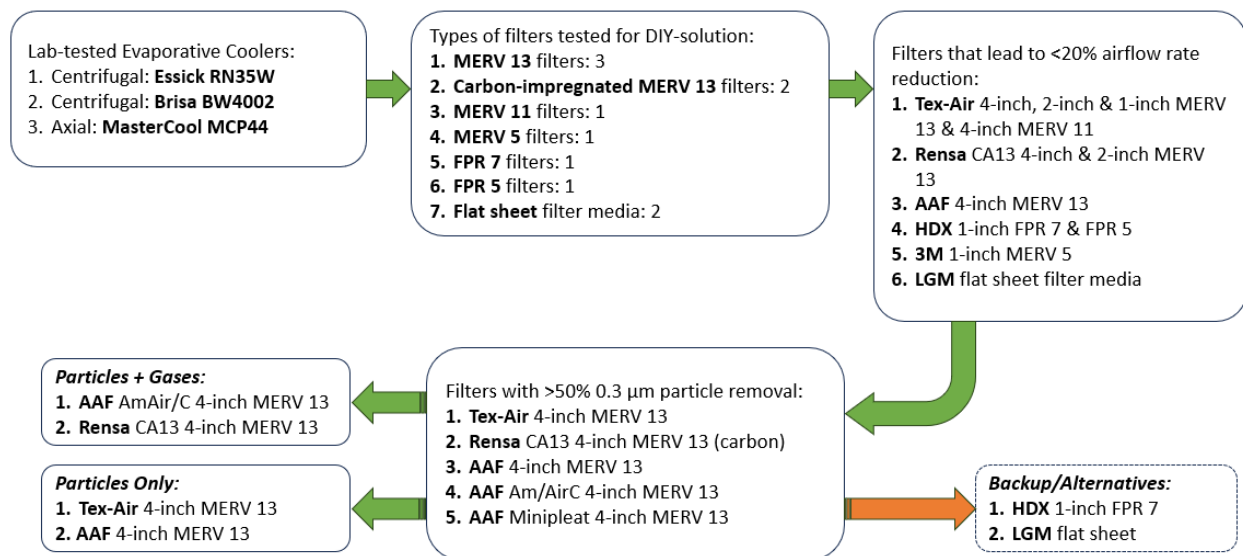 Lab-tested Evaporative Coolers:
1. Centrifugal: Essick RN35W
2. Centrifugal: Brisa BW4002
3. Axial: MasterCool MCP44
Types of filters tested for DIY-solution:
1. MERV 13 filters: 3
2. Carbon-impregnated MERV 13 filters: 2
3. MERV 11 filters: 1
4. MERV 5 filters: 1
5. FPR 7 filters: 1
6. FPR 5 filters: 1
7. Flat sheet filter media: 2
Filters that lead to <20% airflow rate
reduction:
1. Tex-Air 4-inch, 2-inch & 1-inch MERV
13 & 4-inch MERV 11
2. Rensa CA13 4-inch & 2-inch MERV
13
3. AAF 4-inch MERV 13
4. HDX 1-inch FPR 7 & FPR 5
5. 3M 1-inch MERV 5
6. LGM flat sheet filter media
Filters with >50% 0.3 µm particle removal:
1. Tex-Air 4-inch MERV 13
2. Rensa CA13 4-inch MERV 13 (carbon)
3. AAF 4-inch MERV 13
4. AAF Am/AirC 4-inch MERV 13
5. AAF Minipleat 4-inch MERV 13
Particles + Gases:
1. AAF AmAir/C 4-inch MERV 13
2. Rensa CA13 4-inch MERV 13
Particles Only:
1. Tex-Air 4-inch MERV 13
2. AAF 4-inch MERV 13
Backup/Alternatives:
1. HDX 1-inch FPR 7
2. LGM flat sheet